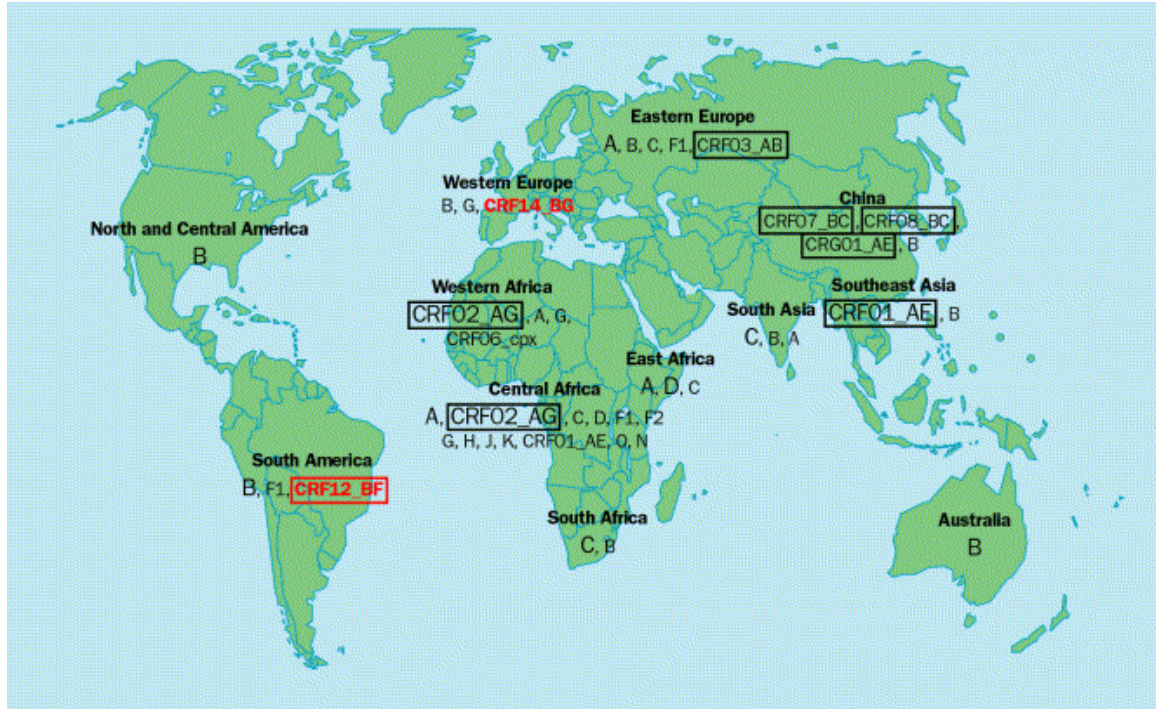 Eastern Europe
A, B, C, F1, CRF03_AB
Western Europe
B, G, CRF14_BG
China
CRF07_BC, CRF08_BC,
CRG01_AE, B
North and Central America
B
Western Africa
CRF02_AG, A, G,
CRF06_cpx
Southeast Asia
CRF01_AE, B
South Asia
C, B, A
East Africa
A, D, C
Central Africa
A, CRF02_AG, C, D, F1, F2
G, H, J, K, CRF01_AE, O, N
South America
B, F1, CRF12_BF
South Africa
C, B
Australia
B